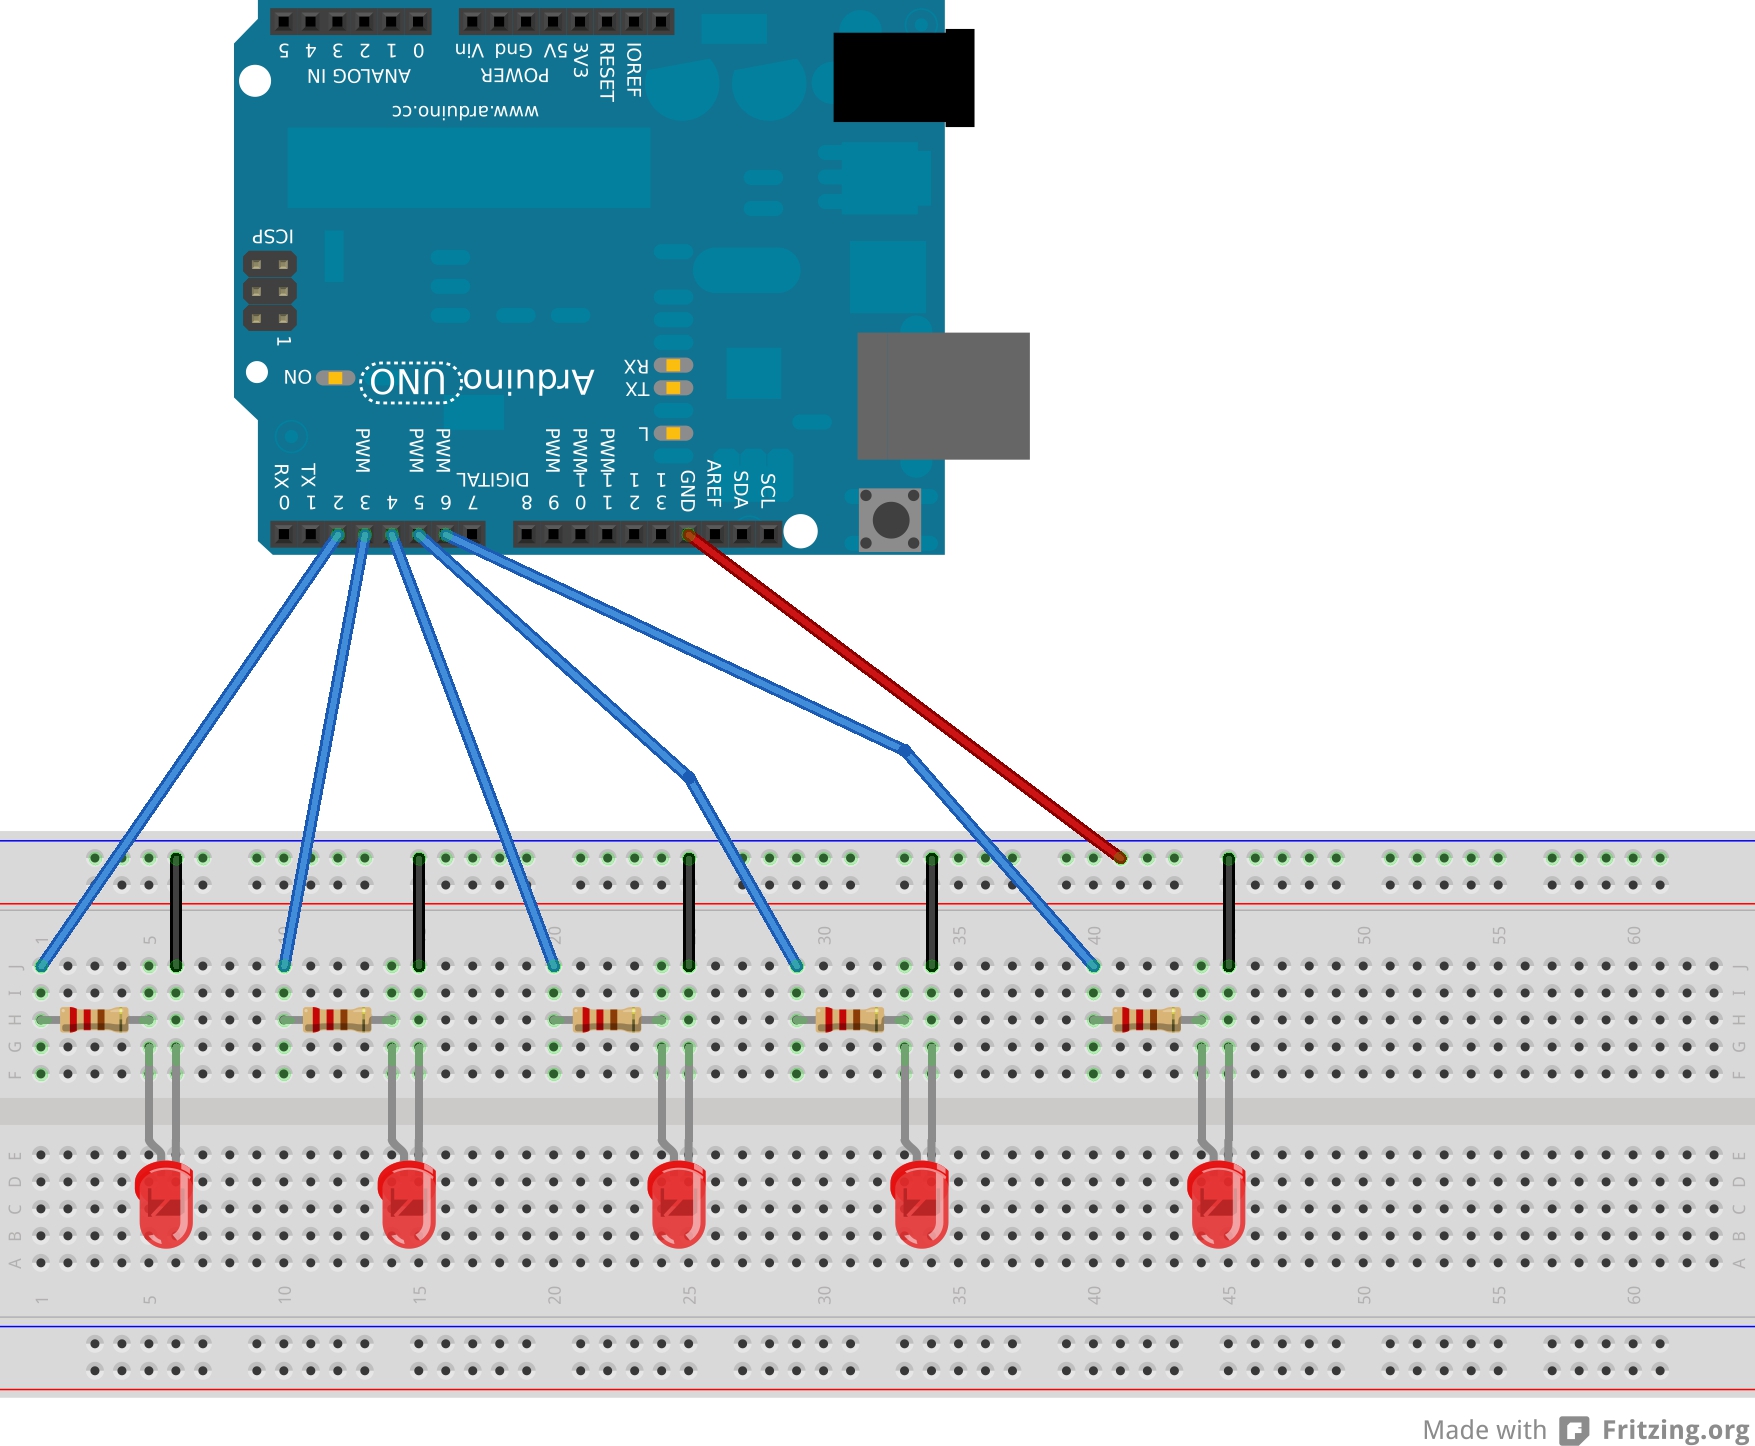 5 4 3 2 1 0 Vin Gnd 5V 3V3 RESET IOREF
ANALOG IN POWER
www.arduino.cc
ICSP
1
ON UNO Arduino
RX
TX
L
PWM PWM PWM PWM PWM PWM
RX TX DIGITAL GND AREF SDA SCL
0 1 2 3 4 5 6 7 8 9 10 11 12 13
1 5 10 20 30 35 40 50 55 60
J J
I I
H H
G G
F F
E E
D D
C C
B B
A A
1 5 10 15 20 25 30 35 40 45 50 55 60
Made with Fritzing.org